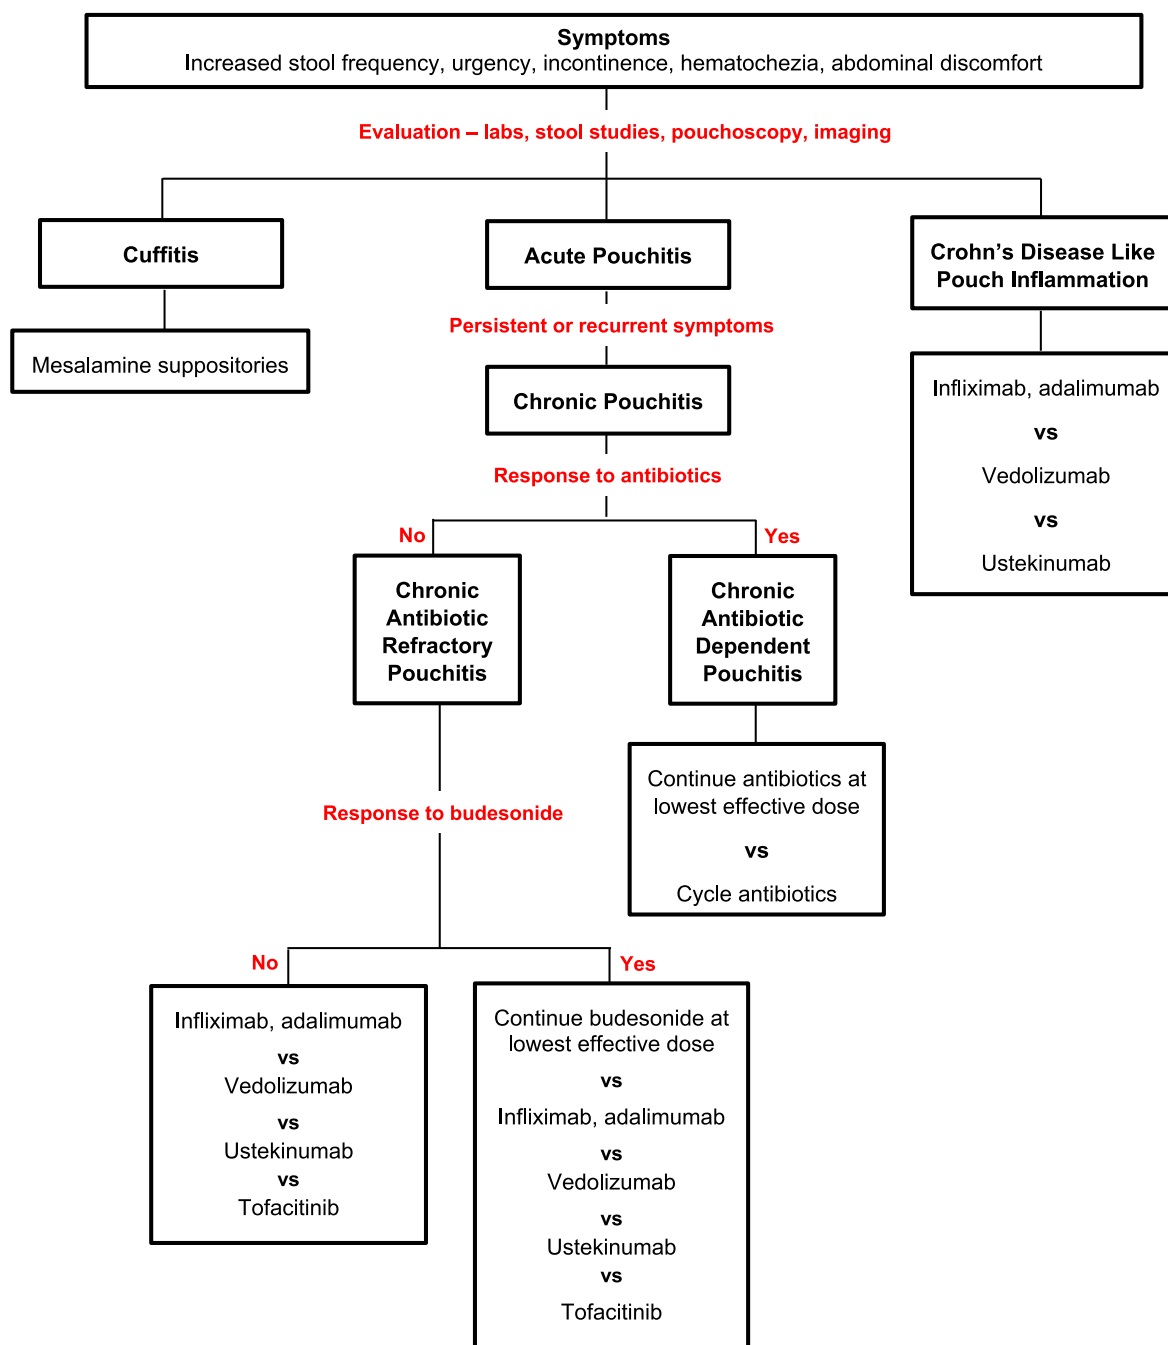 Symptoms
Increased stool frequency, urgency, incontinence, hematochezia, abdominal discomfort
Evaluation – labs, stool studies, pouchoscopy, imaging
Cuffitis
Mesalamine suppositories
Acute Pouchitis
Persistent or recurrent symptoms
Chronic Pouchitis
Response to antibiotics
No
Yes
Chronic
Antibiotic
Refractory
Pouchitis
Chronic
Antibiotic
Dependent
Pouchitis
Continue antibiotics at
lowest effective dose
vs
Cycle antibiotics
Response to budesonide
No
Yes
Infliximab, adalimumab
vs
Vedolizumab
vs
Ustekinumab
vs
Tofacitinib
Continue budesonide at
lowest effective dose
vs
Infliximab, adalimumab
vs
Vedolizumab
vs
Ustekinumab
vs
Tofacitinib
Crohn’s Disease Like
Pouch Inflammation
Infliximab, adalimumab
vs
Vedolizumab
vs
Ustekinumab